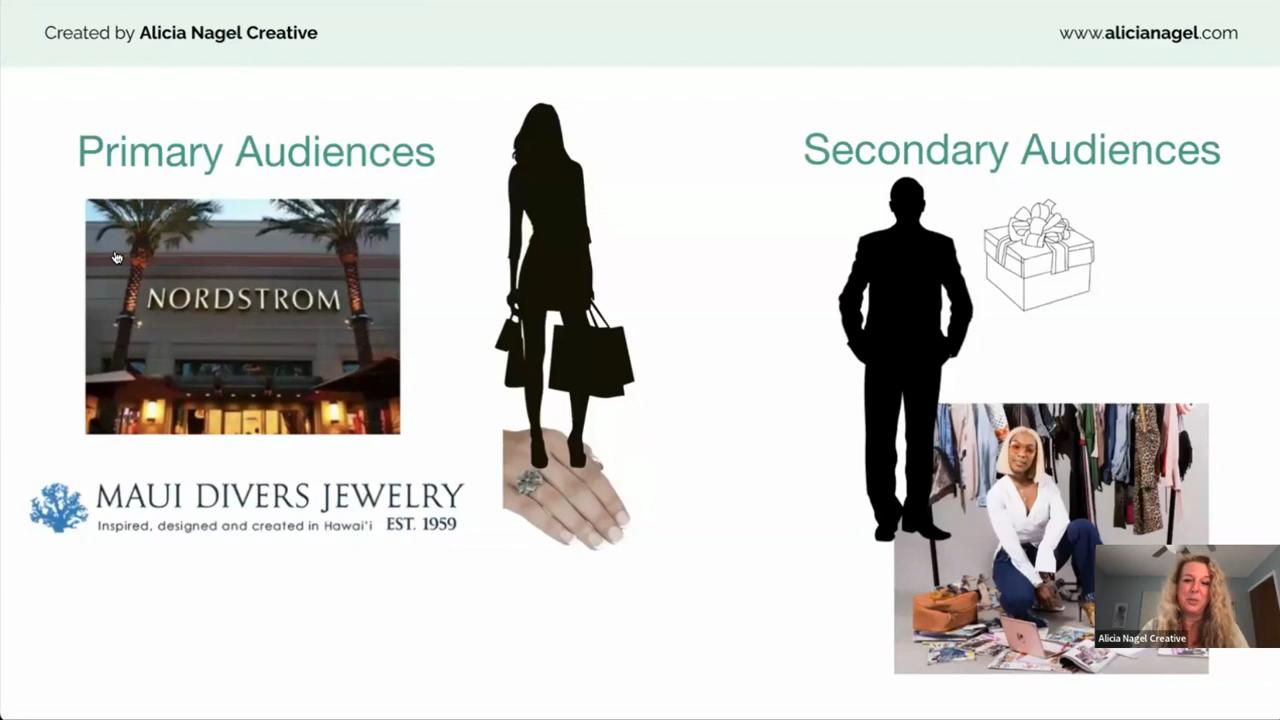 Created by Alicia Nagel Creative
www.alicianagel.com
Primary Audiences
Secondary Audiences
NORDSTROM
MAUI DIVERS JEWELRY
Inspired, designed and created in Hawai'i EST. 1959
Alicia Nagel Creative